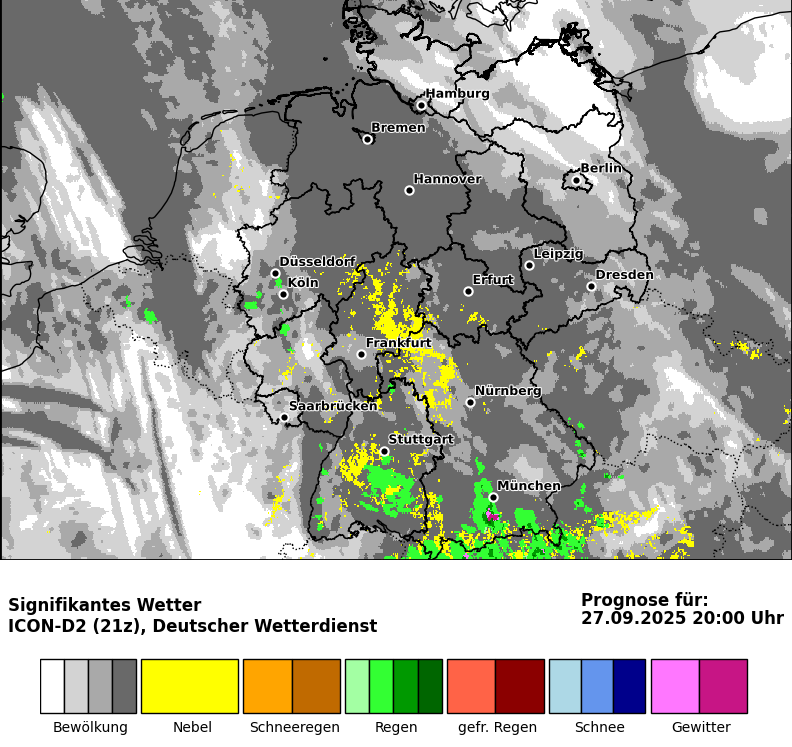 Hamburg
Bremen
Berlin
Hannover
Leipzig
Düsseldorf
Dresden
Köln
Erfurt
Frankfurt
Nürnberg
Saarbrücken
Stuttgart
München
Signifikantes Wetter
ICON-D2 (21z), Deutscher Wetterdienst
Prognose für:
27.09.2025 20:00 Uhr
Bewölkung Nebel Schneeregen Regen gefr. Regen Schnee Gewitter